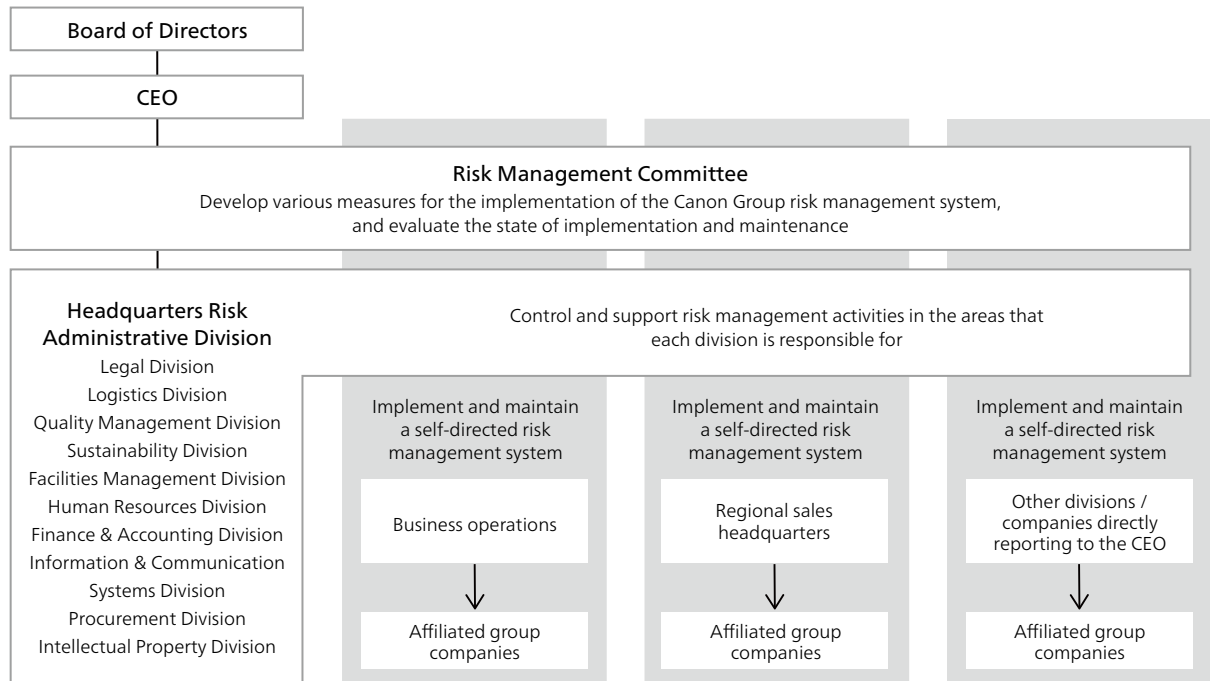 Board of Directors
CEO
Risk Management Committee
Develop various measures for the implementation of the Canon Group risk management system,
and evaluate the state of implementation and maintenance
Headquarters Risk
Administrative Division
Legal Division
Logistics Division
Quality Management Division
Sustainability Division
Facilities Management Division
Human Resources Division
Finance & Accounting Division
Information & Communication
Systems Division
Procurement Division
Intellectual Property Division
Control and support risk management activities in the areas that
each division is responsible for
Implement and maintain
a self-directed risk
management system
Business operations
Affiliated group
companies
Implement and maintain
a self-directed risk
management system
Regional sales
headquarters
Affiliated group
companies
Implement and maintain
a self-directed risk
management system
Other divisions /
companies directly
reporting to the CEO
Affiliated group
companies